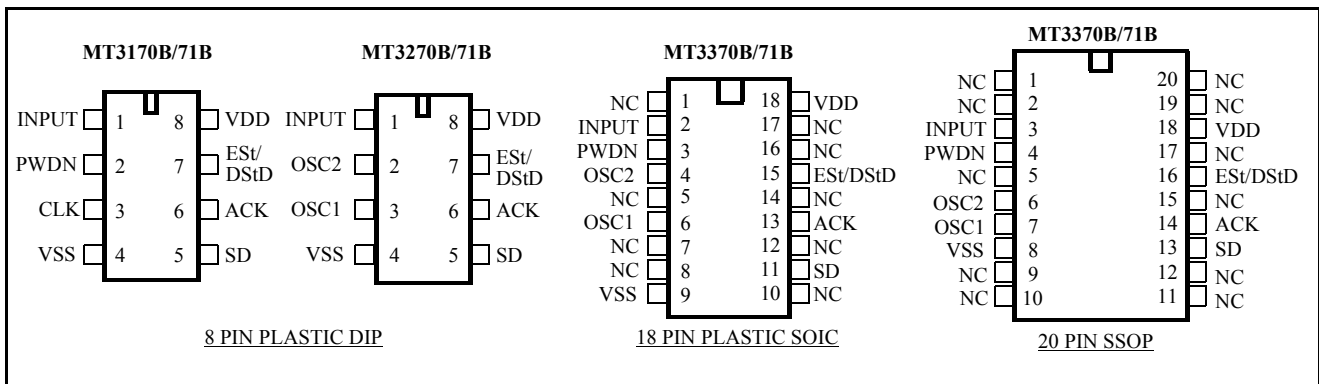 MT3170B/71B
INPUT 1 8 VDD
PWDN 2 7 ESt/
DStD
CLK 3 6 ACK
VSS 4 5 SD
MT3270B/71B
INPUT 1 8 VDD
OSC2 2 7 ESt/
DStD
OSC1 3 6 ACK
VSS 4 5 SD
8 PIN PLASTIC DIP
MT3370B/71B
NC 1 18 VDD
INPUT 2 17 NC
PWDN 3 16 NC
OSC2 4 15 ESt/DStD
NC 5 14 NC
OSC1 6 13 ACK
NC 7 12 NC
NC 8 11 SD
VSS 9 10 NC
18 PIN PLASTIC SOIC
MT3370B/71B
NC 1 20 NC
NC 2 19 NC
INPUT 3 18 VDD
PWDN 4 17 NC
NC 5 16 ESt/DStD
OSC2 6 15 NC
OSC1 7 14 ACK
VSS 8 13 SD
NC 9 12 NC
NC 10 11 NC
20 PIN SSOP